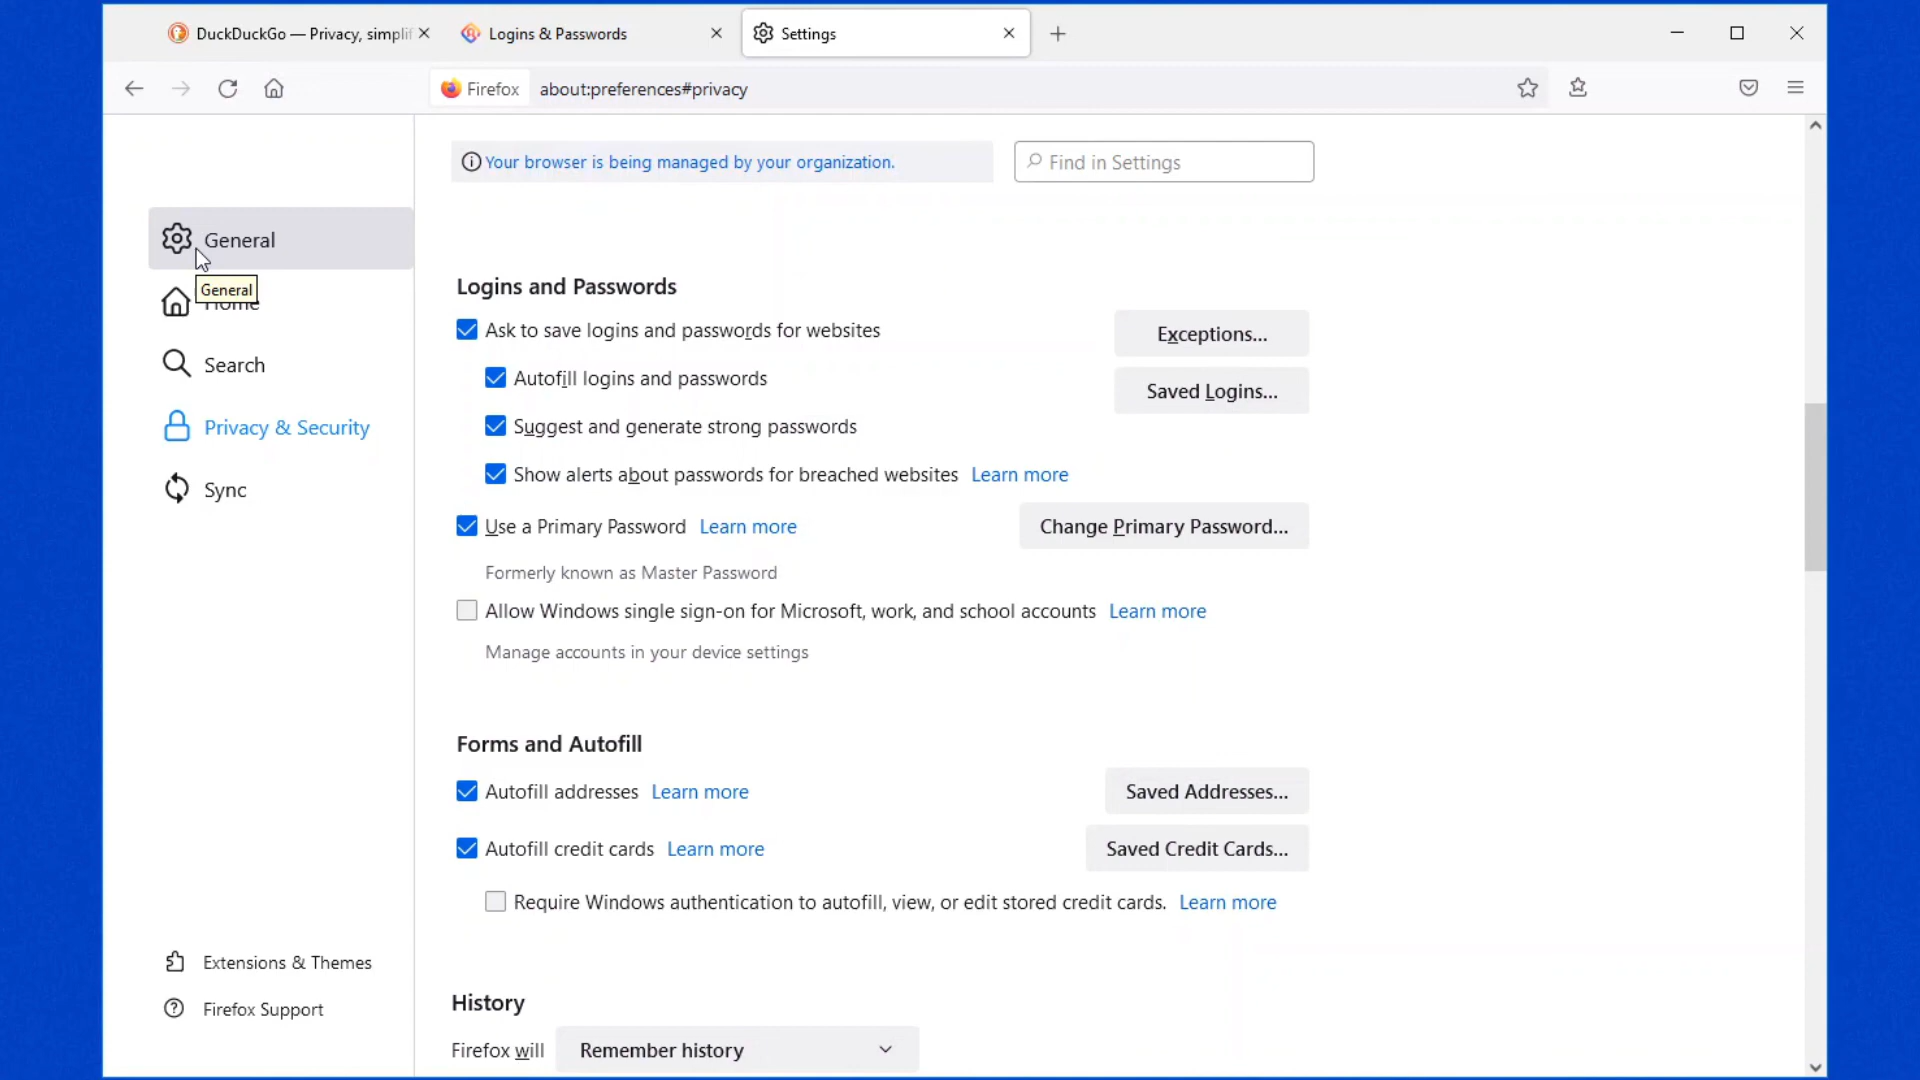 DuckDuckGo — Privacy, simplif
Logins & Passwords
Settings
Firefox
about:preferences#privacy
Your browser is being managed by your organization.
Find in Settings
General
General
Home
Search
Privacy & Security
Sync
Extensions & Themes
Firefox Support
Logins and Passwords
Ask to save logins and passwords for websites
Exceptions...
Autofill logins and passwords
Saved Logins...
Suggest and generate strong passwords
Show alerts about passwords for breached websites Learn more
Use a Primary Password Learn more
Change Primary Password...
Formerly known as Master Password
Allow Windows single sign-on for Microsoft, work, and school accounts Learn more
Manage accounts in your device settings
Forms and Autofill
Autofill addresses Learn more
Saved Addresses...
Autofill credit cards Learn more
Saved Credit Cards...
Require Windows authentication to autofill, view, or edit stored credit cards. Learn more
History
Firefox will Remember history